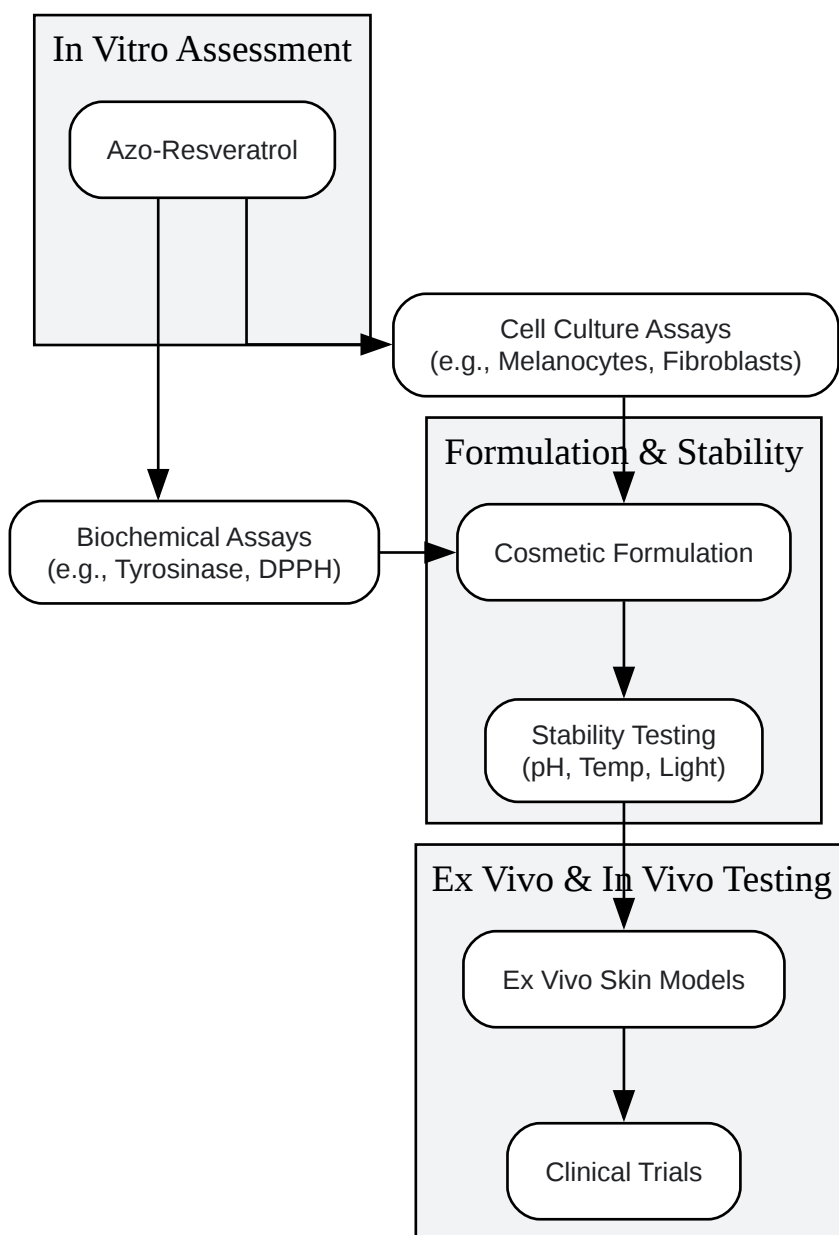 In Vitro Assessment
Azo-Resveratrol
Cell Culture Assays
(e.g., Melanocytes, Fibroblasts)
Formulation & Stability
Biochemical Assays
(e.g., Tyrosinase, DPPH)
Cosmetic Formulation
Stability Testing
(pH, Temp, Light)
Ex Vivo & In Vivo Testing
Ex Vivo Skin Models
Clinical Trials